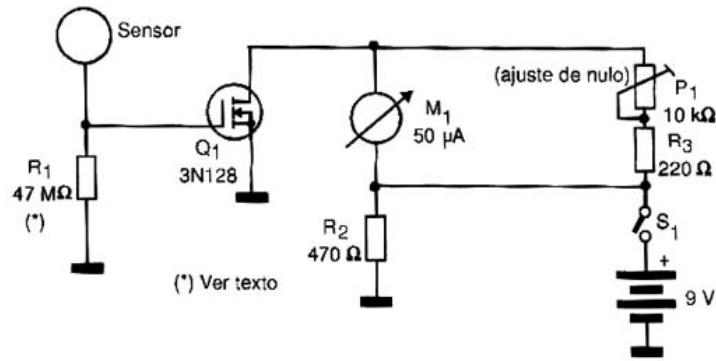 Sensor
(ajuste de nulo)
P1
10 kΩ
M1
50 µA
Q1
3N128
R1
47 MΩ
(*)
R3
220 Ω
R2
470 Ω
S1
(*) Ver texto
+
9 V